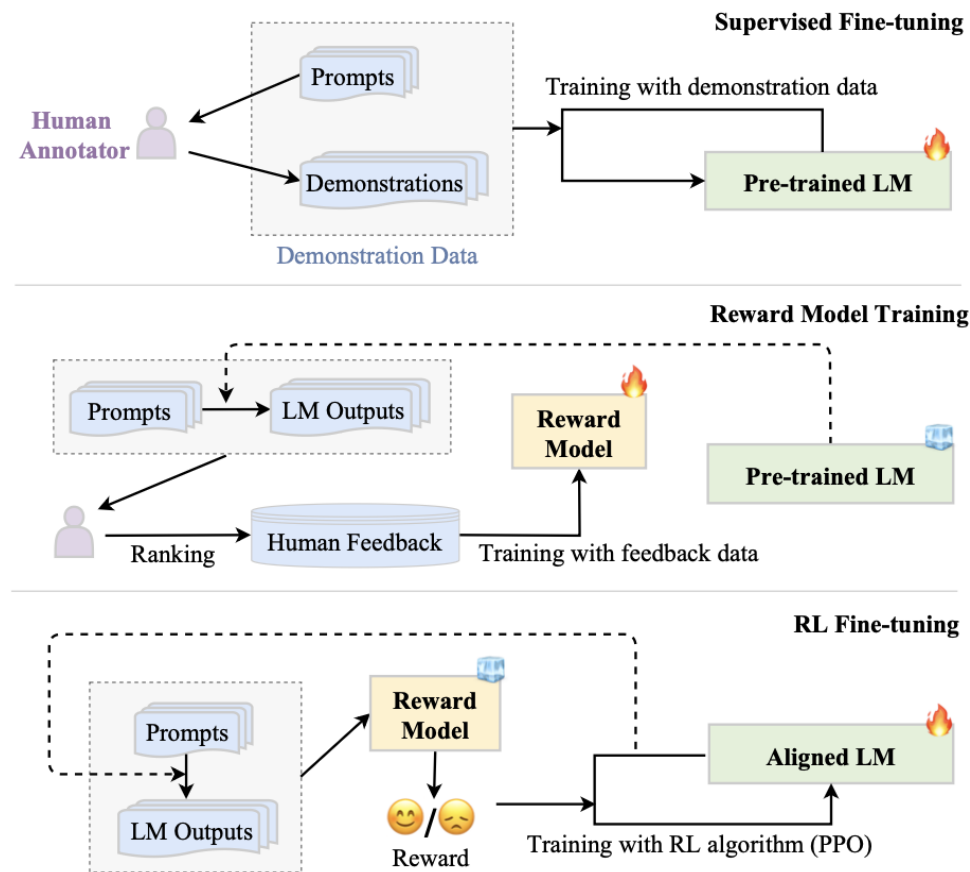 Supervised Fine-tuning
Prompts
Training with demonstration data
Human
Annotator
Demonstrations
Pre-trained LM
Demonstration Data
Reward Model Training
Prompts
LM Outputs
Reward
Model
Pre-trained LM
Ranking
Human Feedback
Training with feedback data
RL Fine-tuning
Prompts
Reward
Model
Aligned LM
LM Outputs
/
Reward
Training with RL algorithm (PPO)